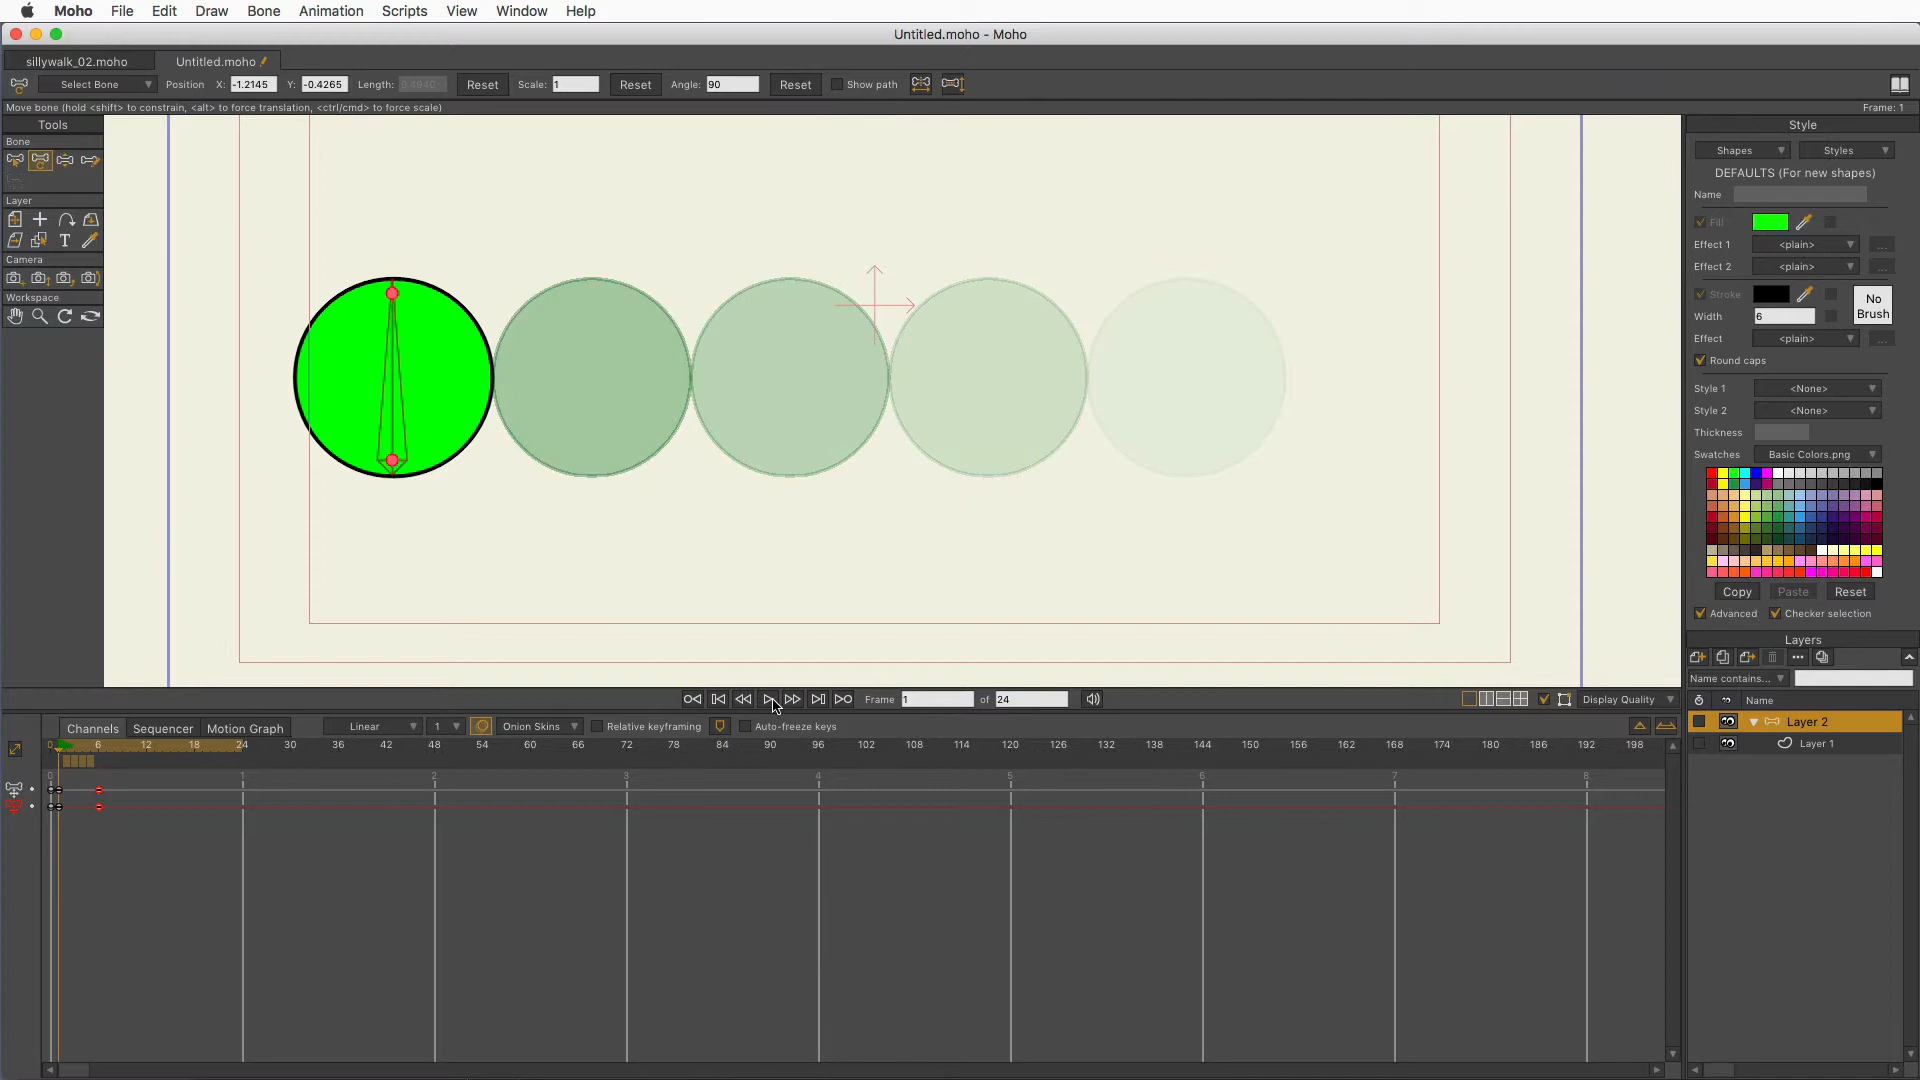 Moho File Edit Draw Bone Animation Scripts View Window Help
Untitled.moho - Moho
sillywalk_02.moho Untitled.moho
Select Bone Position X: -1.2145 Y: -0.4265 Length: 0.4940 Reset Scale: 1 Reset Angle: 90 Reset Show path
Move bone (hold <shift> to constrain, <alt> to force translation, <ctrl/cmd> to force scale) Frame: 1
Tools
Bone
Layer
Camera
Workspace
Style
Shapes Styles
DEFAULTS (For new shapes)
Name
Fill
Effect 1 <plain> ...
Effect 2 <plain> ...
Stroke No Brush
Width 6
Effect <plain> ...
Round caps
Style 1 <None>
Style 2 <None>
Thickness
Swatches Basic Colors.png
Copy Paste Reset
Advanced Checker selection
Layers
Name contains...
Name
Layer 2
Layer 1
Frame 1 of 24 Display Quality
Channels Sequencer Motion Graph Linear 1 Onion Skins Relative keyframing Auto-freeze keys
0 6 12 18 24 30 36 42 48 54 60 66 72 78 84 90 96 102 108 114 120 126 132 138 144 150 156 162 168 174 180 186 192 198
0 1 2 3 4 5 6 7 8